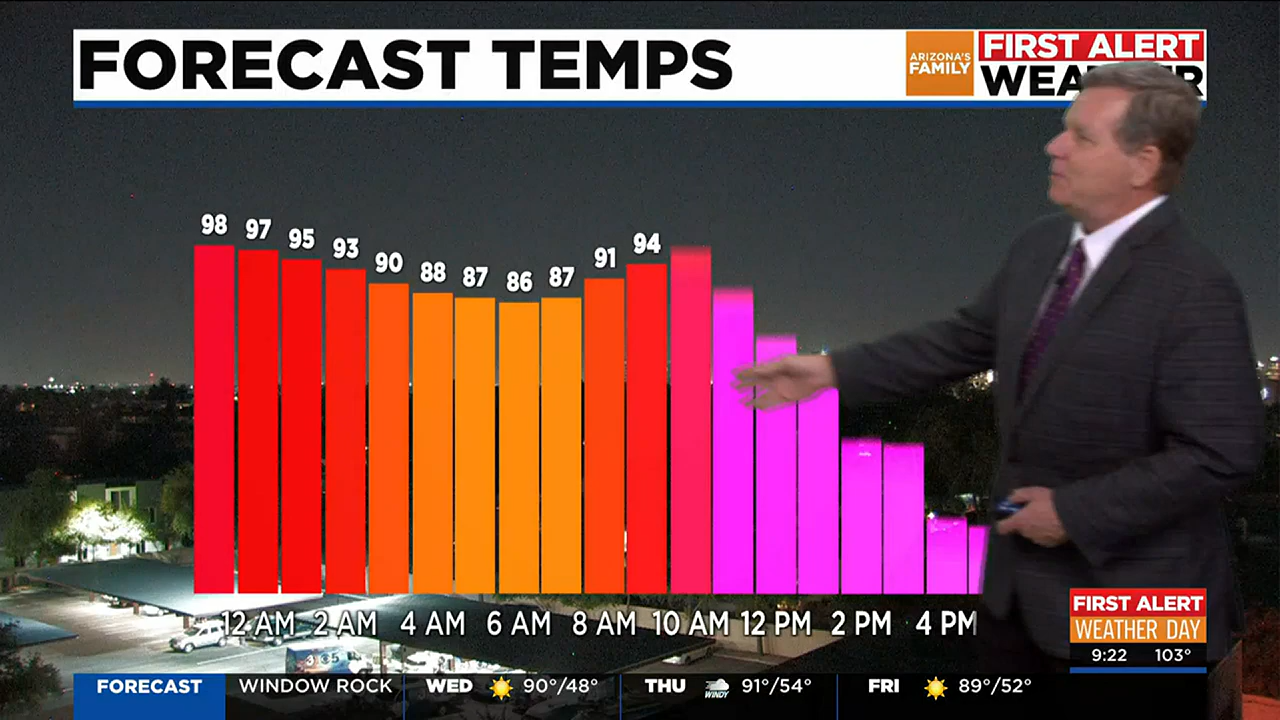 FORECAST TEMPS
ARIZONA'S
FAMILY
FIRST ALERT
WEATHER
98 97 95 93 90 88 87 86 87 91 94
12 AM 2 AM 4 AM 6 AM 8 AM 10 AM 12 PM 2 PM 4 PM
FIRST ALERT
WEATHER DAY
9:22 103°
FORECAST WINDOW ROCK WED 90°/48° THU WINDY 91°/54° FRI 89°/52°